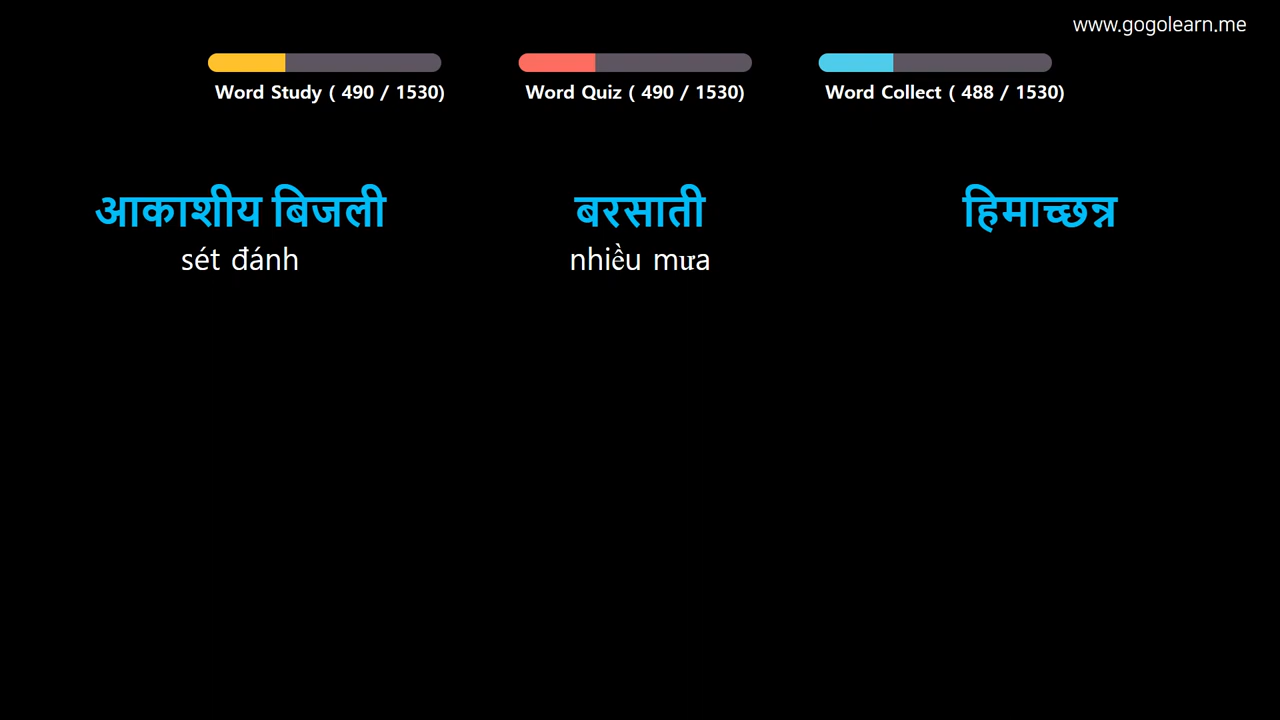 www.gogolearn.me
Word Study ( 490 / 1530)
Word Quiz ( 490 / 1530)
Word Collect ( 488 / 1530)
आकाशीय बिजली
sét đánh
बरसाती
nhiều mưa
हिमाच्छन्न